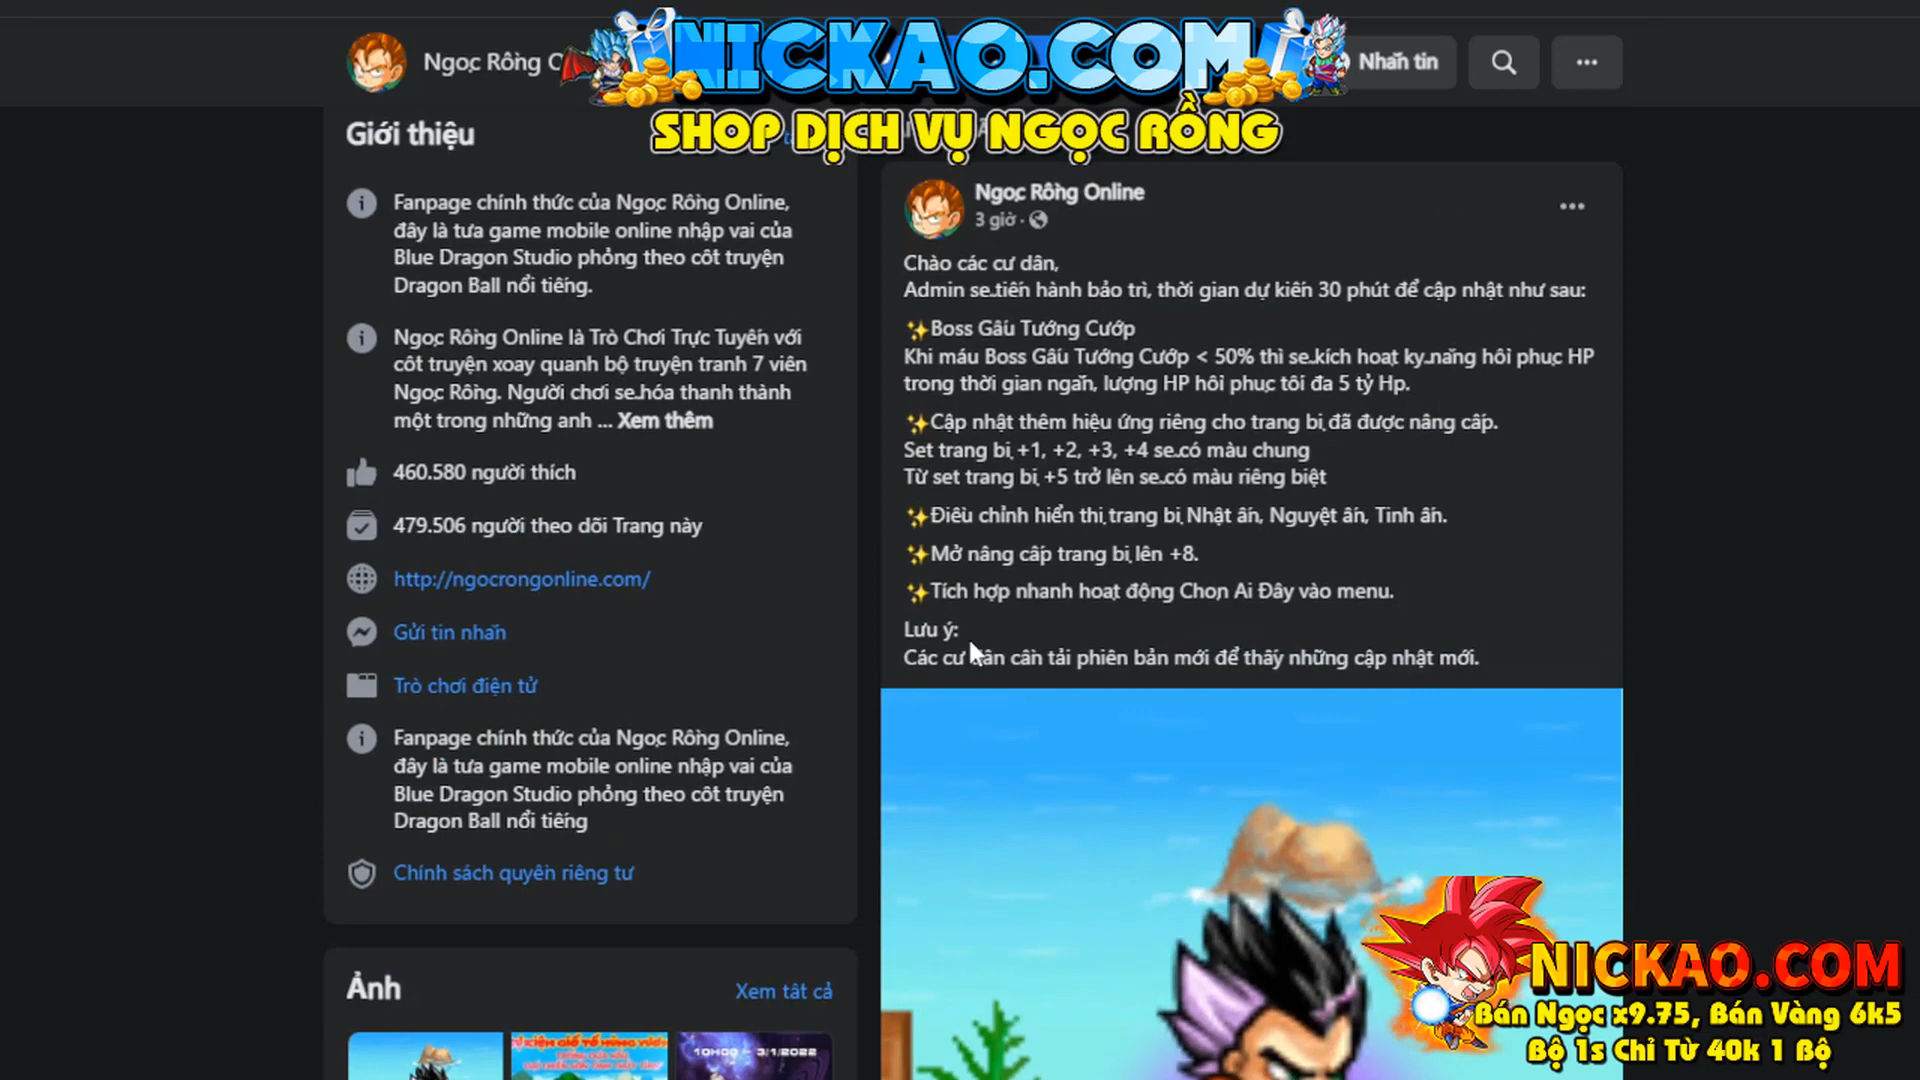 NICKAO.COM
SHOP DỊCH VỤ NGỌC RỒNG
Ngọc Rồng
Nhắn tin
Giới thiệu
Fanpage chính thức của Ngọc Rồng Online,
đây là tựa game mobile online nhập vai của
Blue Dragon Studio phỏng theo cốt truyện
Dragon Ball nổi tiếng.
Ngọc Rồng Online là Trò Chơi Trực Tuyến với
cốt truyện xoay quanh bộ truyện tranh 7 viên
Ngọc Rồng. Người chơi sẽ hóa thanh thành
một trong những anh ... Xem thêm
460.580 người thích
479.506 người theo dõi Trang này
http://ngocrongonline.com/
Gửi tin nhắn
Trò chơi điện tử
Fanpage chính thức của Ngọc Rồng Online,
đây là tựa game mobile online nhập vai của
Blue Dragon Studio phỏng theo cốt truyện
Dragon Ball nổi tiếng
Chính sách quyền riêng tư
Ảnh
Xem tất cả
10H00 - 3/1/2022
Ngọc Rồng Online
3 giờ ·
Chào các cư dân,
Admin sẽ tiến hành bảo trì, thời gian dự kiến 30 phút để cập nhật như sau:
✨Boss Gấu Tướng Cướp
Khi máu Boss Gấu Tướng Cướp < 50% thì sẽ kích hoạt kỹ năng hồi phục HP
trong thời gian ngắn, lượng HP hồi phục tối đa 5 tỷ Hp.
✨Cập nhật thêm hiệu ứng riêng cho trang bị đã được nâng cấp.
Set trang bị +1, +2, +3, +4 sẽ có màu chung
Từ set trang bị +5 trở lên sẽ có màu riêng biệt
✨Điều chỉnh hiển thị trang bị Nhật ấn, Nguyệt ấn, Tinh ấn.
✨Mở nâng cấp trang bị lên +8.
✨Tích hợp nhanh hoạt động Chọn Ai Đây vào menu.
Lưu ý:
Các cư dân cần tải phiên bản mới để thấy những cập nhật mới.
NICKAO.COM
Bán Ngọc x9.75, Bán Vàng 6k5
Bộ 1s Chỉ Từ 40k 1 Bộ